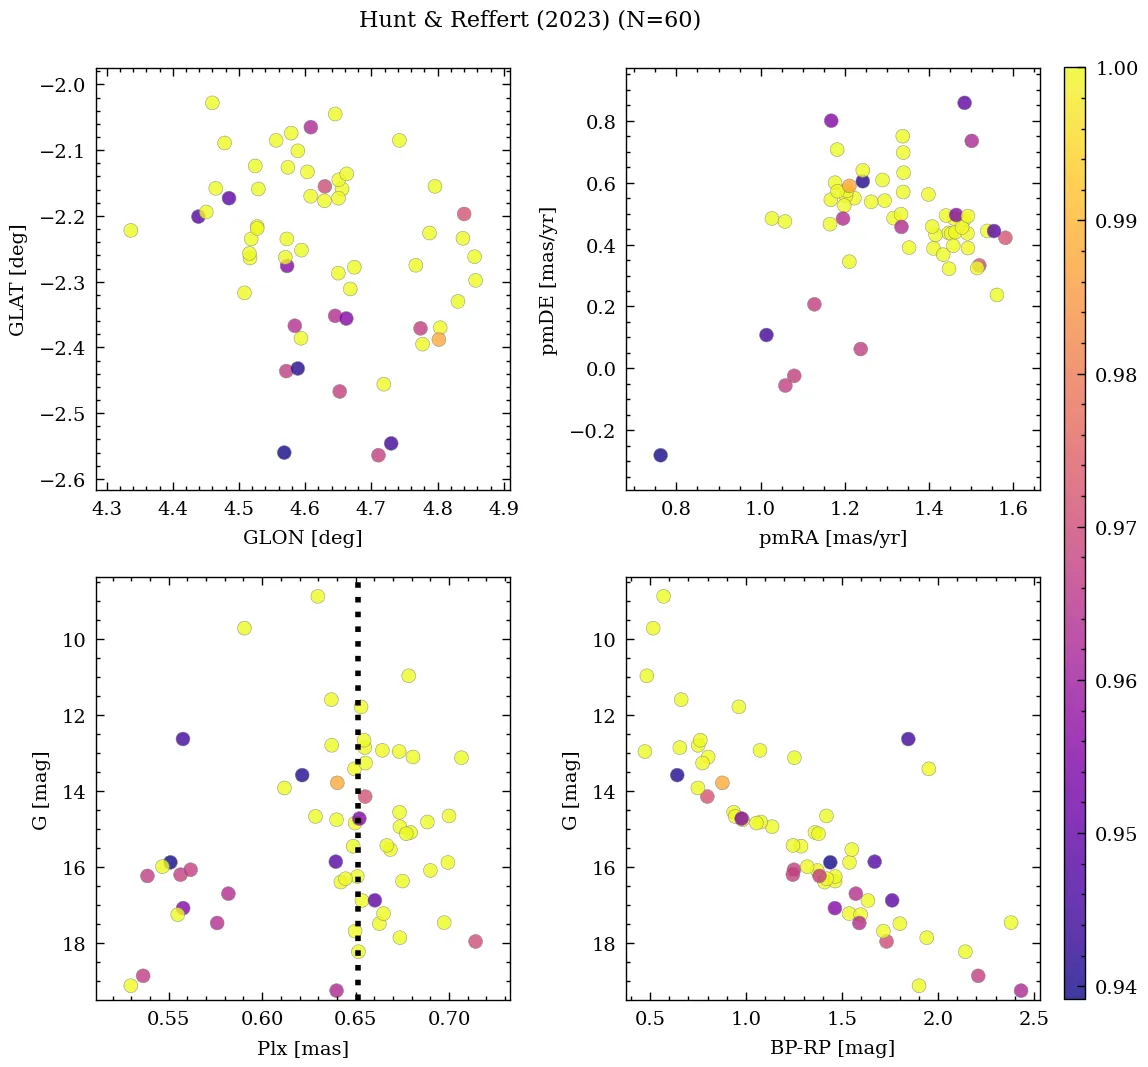 Hunt & Reffert (2023) (N=60)
−2.0
−2.1
−2.2
−2.3
−2.4
−2.5
−2.6
GLAT [deg]
4.3 4.4 4.5 4.6 4.7 4.8 4.9
GLON [deg]
0.8
0.6
0.4
0.2
0.0
−0.2
pmDE [mas/yr]
0.8 1.0 1.2 1.4 1.6
pmRA [mas/yr]
10
12
14
16
18
G [mag]
0.55 0.60 0.65 0.70
Plx [mas]
10
12
14
16
18
G [mag]
0.5 1.0 1.5 2.0 2.5
BP-RP [mag]
1.00
0.99
0.98
0.97
0.96
0.95
0.94